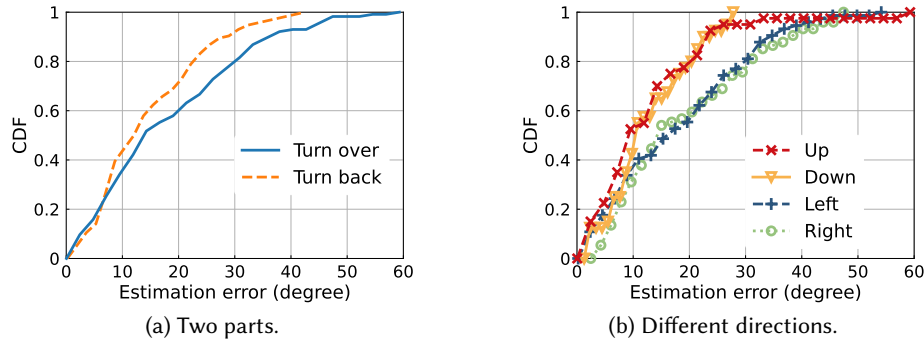 1
0.8
0.6
0.4
0.2
0
CDF
Turn over
Turn back
0 10 20 30 40 50 60
Estimation error (degree)
(a) Two parts.
1
0.8
0.6
0.4
0.2
0
CDF
Up
Down
Left
Right
0 10 20 30 40 50 60
Estimation error (degree)
(b) Different directions.